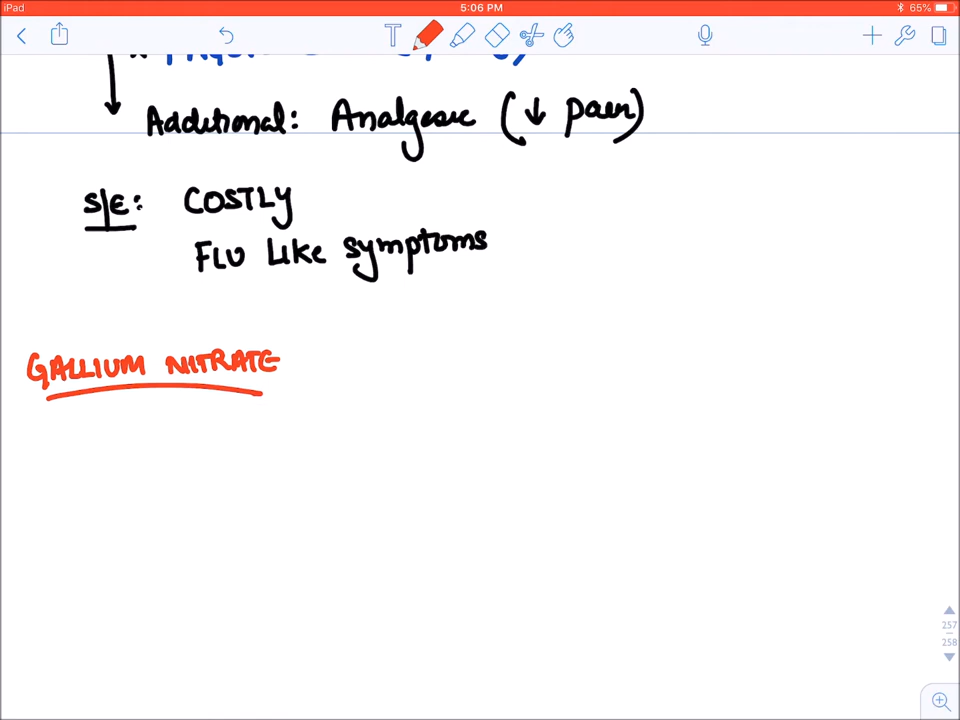 iPad 5:06 PM 65%
T
Additional: Analgesic (↓ pain)
S/E: COSTLY
FLU Like symptoms
GALLIUM NITRATE
257
258